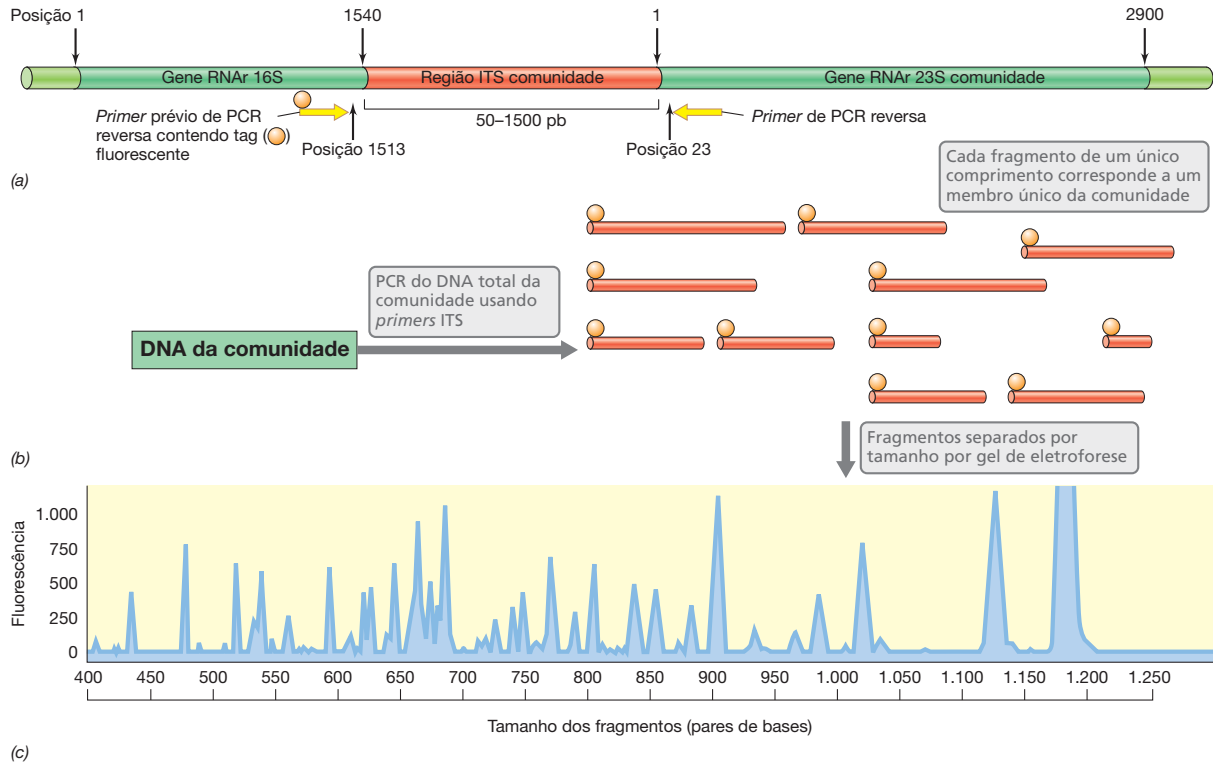 Posição 1
1540
1
2900
Gene RNAr 16S
Região ITS comunidade
Gene RNAr 23S comunidade
Primer prévio de PCR
reversa contendo tag ( )
fluorescente
50–1500 pb
Primer de PCR reversa
Posição 1513
Posição 23
(a)
Cada fragmento de um único
comprimento corresponde a um
membro único da comunidade
PCR do DNA total da
comunidade usando
primers ITS
DNA da comunidade
Fragmentos separados por
tamanho por gel de eletroforese
(b)
Fluorescência
1.000
750
500
250
0
400
450
500
550
600
650
700
750
800
850
900
950
1.000
1.050
1.100
1.150
1.200
1.250
Tamanho dos fragmentos (pares de bases)
(c)